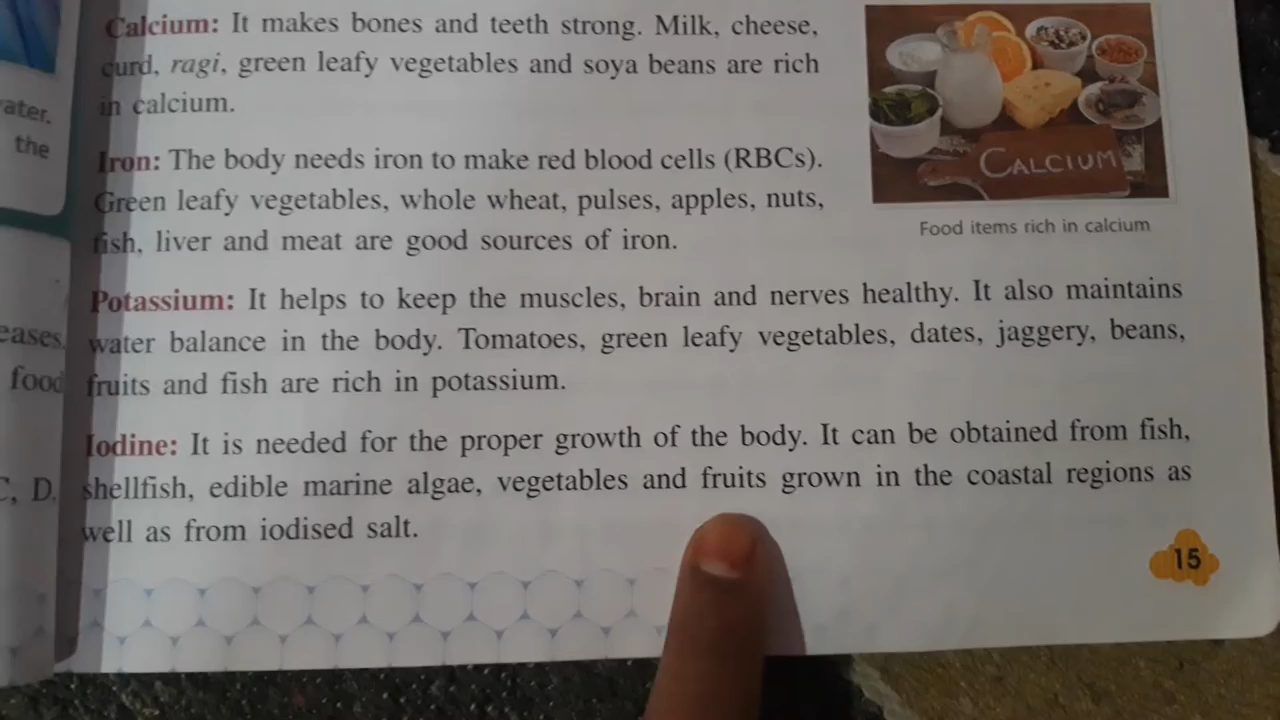 Calcium: It makes bones and teeth strong. Milk, cheese,
curd, ragi, green leafy vegetables and soya beans are rich
in calcium.
CALCIUM
Food items rich in calcium
Iron: The body needs iron to make red blood cells (RBCs).
Green leafy vegetables, whole wheat, pulses, apples, nuts,
fish, liver and meat are good sources of iron.
Potassium: It helps to keep the muscles, brain and nerves healthy. It also maintains
water balance in the body. Tomatoes, green leafy vegetables, dates, jaggery, beans,
fruits and fish are rich in potassium.
Iodine: It is needed for the proper growth of the body. It can be obtained from fish,
shellfish, edible marine algae, vegetables and fruits grown in the coastal regions as
well as from iodised salt.
15
the
food
C, D.